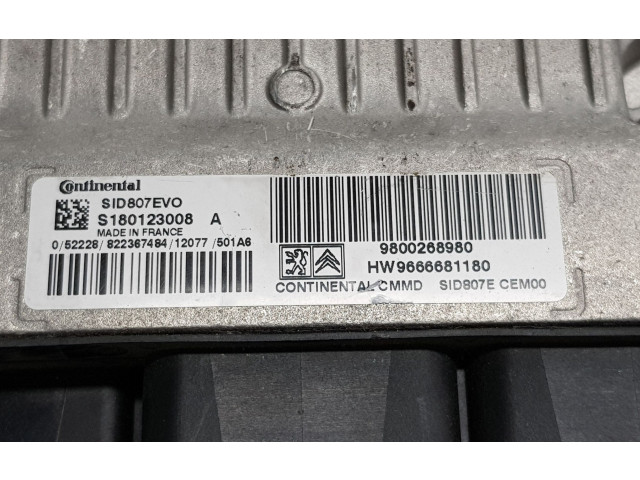 Continental
SID807EVO
S180123008 A
MADE IN FRANCE
0/52228/822367484/12077/501A6
9800268980
HW9666681180
CONTINENTAL CMMD SID807E CEM00